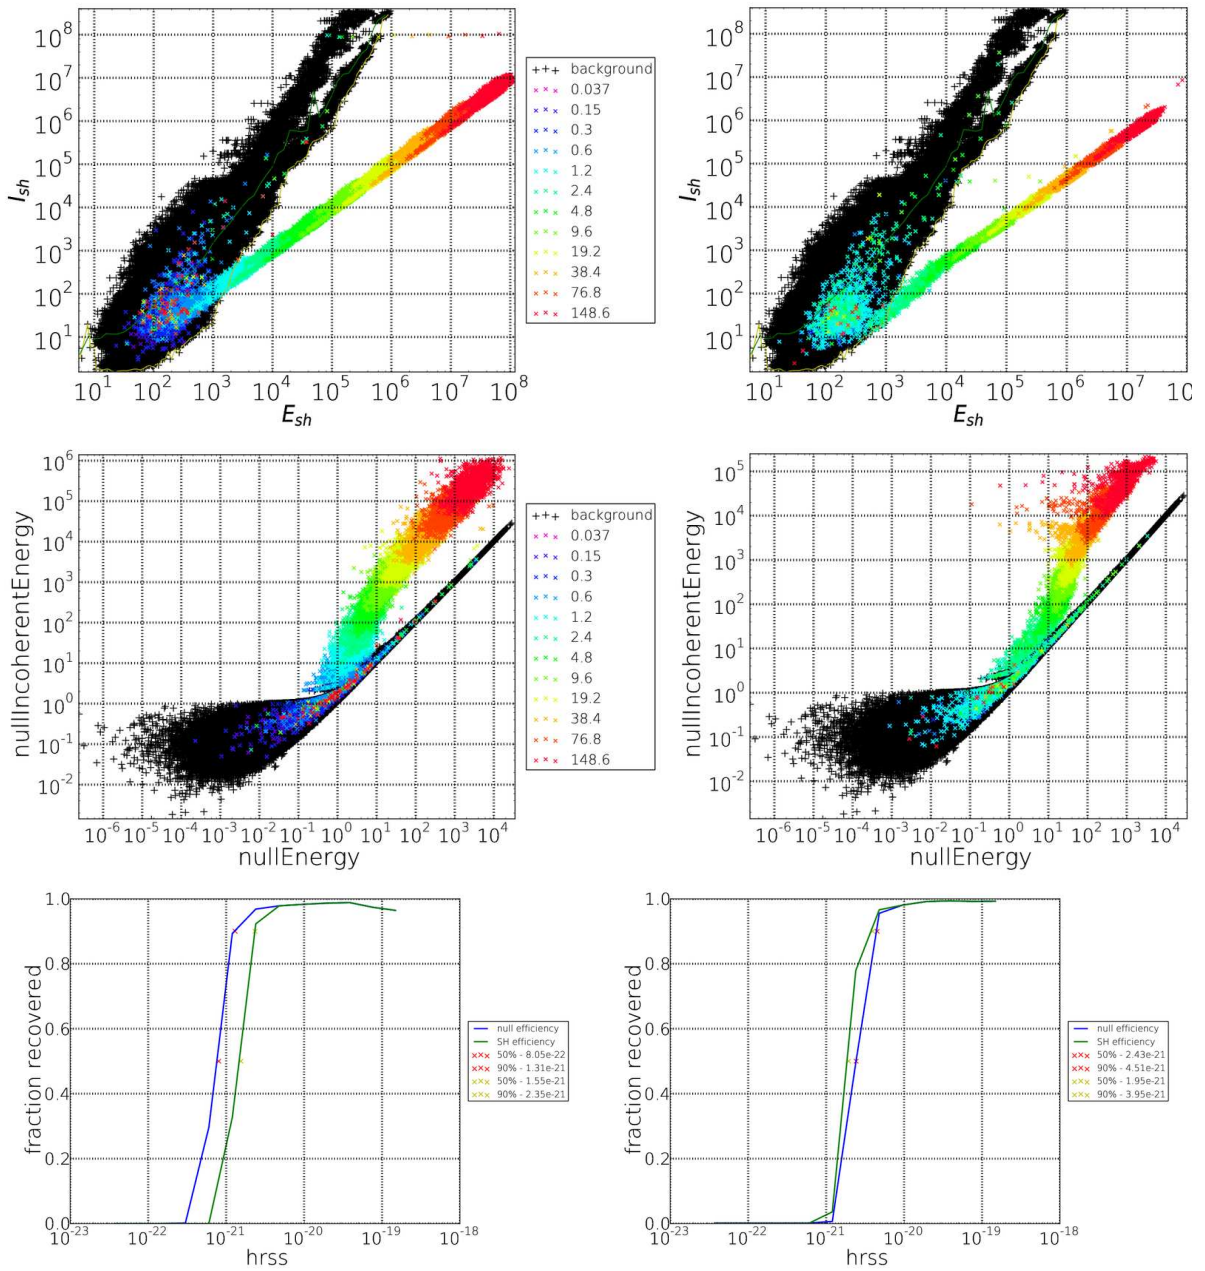 10^8
10^7
10^6
10^5
10^4
10^3
10^2
10^1
I_sh
10^1 10^2 10^3 10^4 10^5 10^6 10^7 10^8
E_sh
background
0.037
0.15
0.3
0.6
1.2
2.4
4.8
9.6
19.2
38.4
76.8
148.6
10^8
10^7
10^6
10^5
10^4
10^3
10^2
10^1
I_sh
10^1 10^2 10^3 10^4 10^5 10^6 10^7 10^8
E_sh
10^6
10^5
10^4
10^3
10^2
10^1
10^0
10^-1
10^-2
nullIncoherentEnergy
10^-6 10^-5 10^-4 10^-3 10^-2 10^-1 10^0 10^1 10^2 10^3 10^4
nullEnergy
background
0.037
0.15
0.3
0.6
1.2
2.4
4.8
9.6
19.2
38.4
76.8
148.6
10^5
10^4
10^3
10^2
10^1
10^0
10^-1
10^-2
nullIncoherentEnergy
10^-6 10^-5 10^-4 10^-3 10^-2 10^-1 10^0 10^1 10^2 10^3 10^4
nullEnergy
1.0
0.8
0.6
0.4
0.2
0.0
fraction recovered
10^-23 10^-22 10^-21 10^-20 10^-19 10^-18
hrss
null efficiency
SH efficiency
50% - 8.05e-22
90% - 1.31e-21
50% - 1.55e-21
90% - 2.35e-21
1.0
0.8
0.6
0.4
0.2
0.0
fraction recovered
10^-23 10^-22 10^-21 10^-20 10^-19 10^-18
hrss
null efficiency
SH efficiency
50% - 2.43e-21
90% - 4.51e-21
50% - 1.95e-21
90% - 3.95e-21